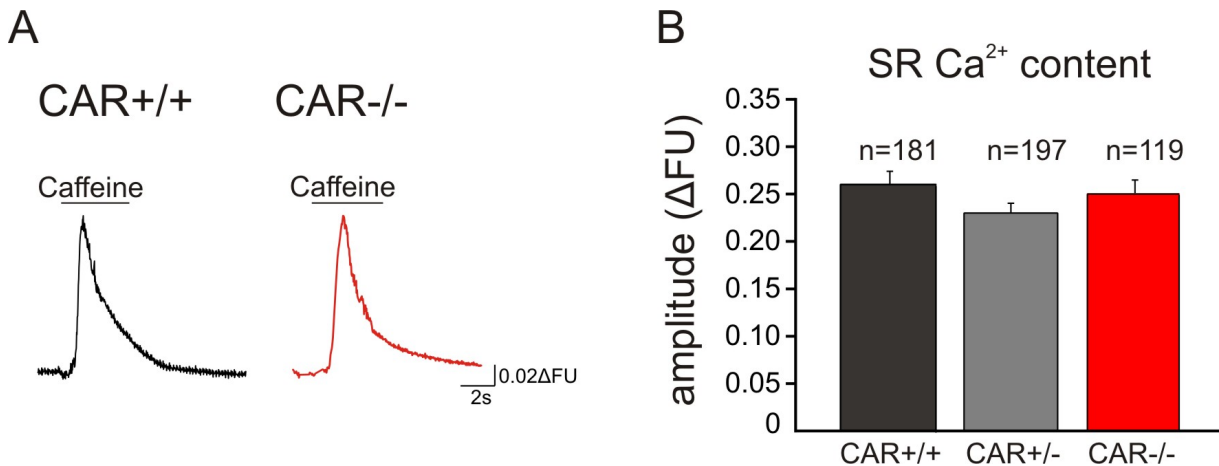 A
CAR+/+ CAR-/-
Caffeine Caffeine
0.02ΔFU
2s
B
SR Ca²⁺ content
amplitude (ΔFU)
0.35
0.30
0.25
0.20
0.15
0.10
0.05
0
n=181 n=197 n=119
CAR+/+ CAR+/- CAR-/-